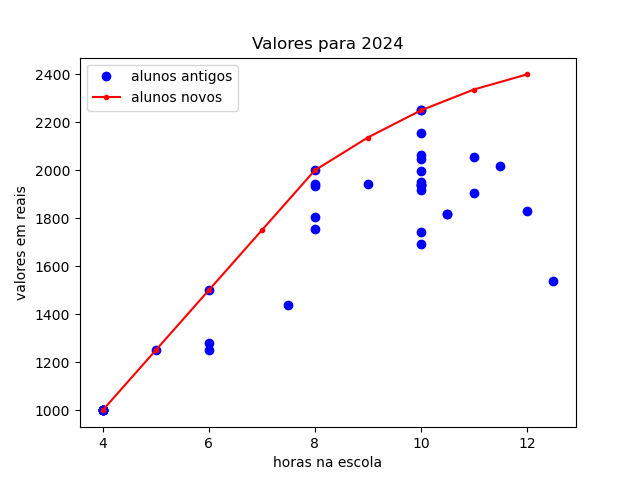 Valores para 2024
alunos antigos
alunos novos
2400
2200
2000
1800
1600
1400
1200
1000
valores em reais
4 6 8 10 12
horas na escola